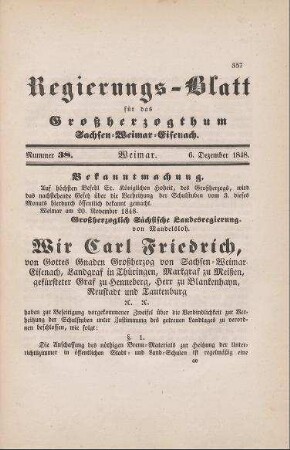 387
Regierungs-Blatt
für das
Großherzogthum
Sachsen-Weimar-Eisenach.
Nummer 38. Weimar. 6. Dezember 1848.
Bekanntmachung.
Auf höchsten Befehl Sr. Königlichen Hoheit, des Großherzogs, wird
das nachstehende Gesetz über die Verheizung der Schulstuben vom 3. dieses
Monats hierdurch öffentlich bekannt gemacht.
Weimar am 20. November 1848.
Großherzoglich Sächsische Landesregierung.
von Mandelsloh.
Wir Carl Friedrich,
von Gottes Gnaden Großherzog von Sachsen-Weimar-
Eisenach, Landgraf in Thüringen, Markgraf zu Meißen,
gefürsteter Graf zu Henneberg, Herr zu Blankenhayn,
Neustadt und Tautenburg
ꝛc. ꝛc.
haben zur Beseitigung vorgekommener Zweifel über die Verbindlichkeit zur Be-
heizung der Schulstuben unter Zustimmung des getreuen Landtages zu verord-
nen beschlossen, wie folgt:
§ 1.
Die Anschaffung des nöthigen Brenn-Materials zur Heizung der Unter-
richtszimmer in öffentlichen Stadt- und Land-Schulen ist regelmäßig eine